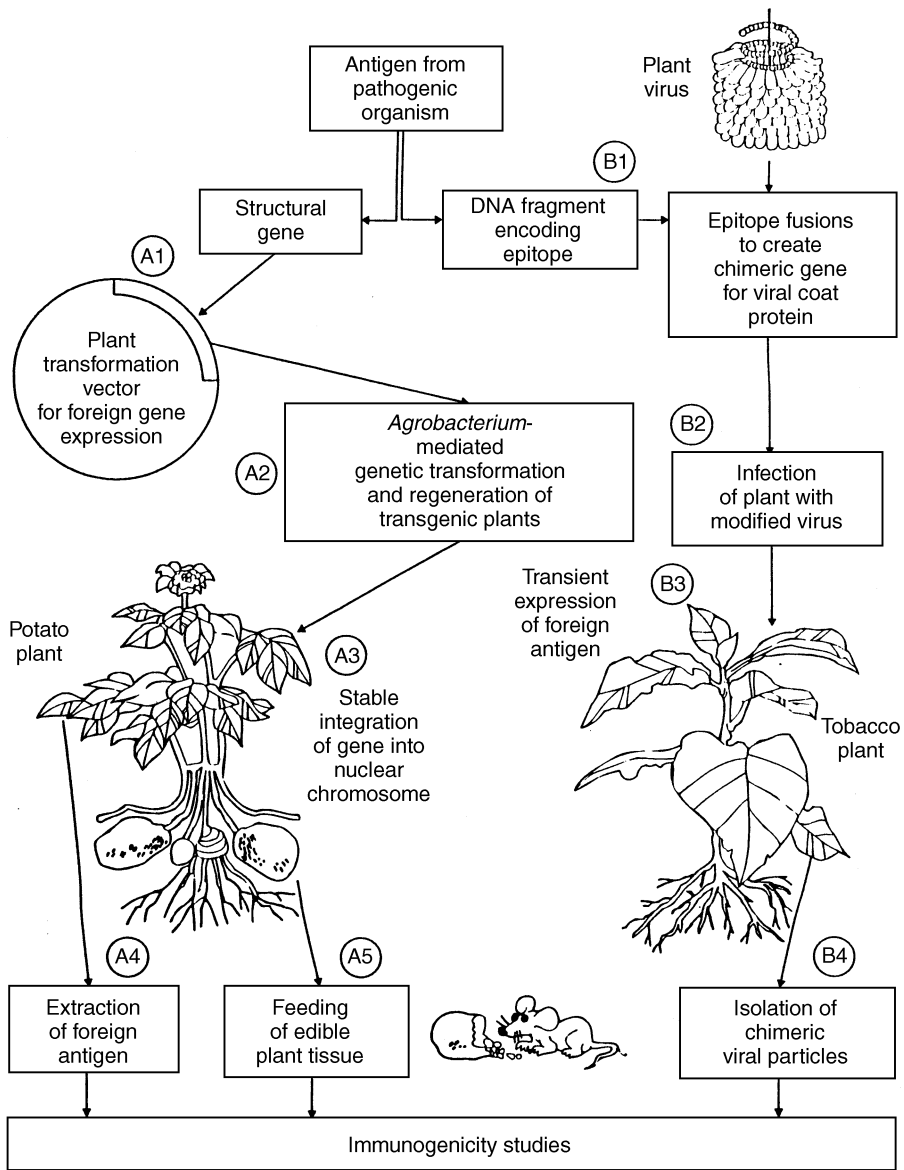 Antigen from
pathogenic
organism
Plant
virus
B1
Structural
gene
DNA fragment
encoding
epitope
Epitope fusions
to create
chimeric gene
for viral coat
protein
A1
Plant
transformation
vector
for foreign gene
expression
A2
Agrobacterium-
mediated
genetic transformation
and regeneration of
transgenic plants
B2
Infection
of plant with
modified virus
Transient
expression
of foreign
antigen
B3
Potato
plant
A3
Stable
integration
of gene into
nuclear
chromosome
Tobacco
plant
A4
Extraction
of foreign
antigen
A5
Feeding
of edible
plant tissue
B4
Isolation of
chimeric
viral particles
Immunogenicity studies